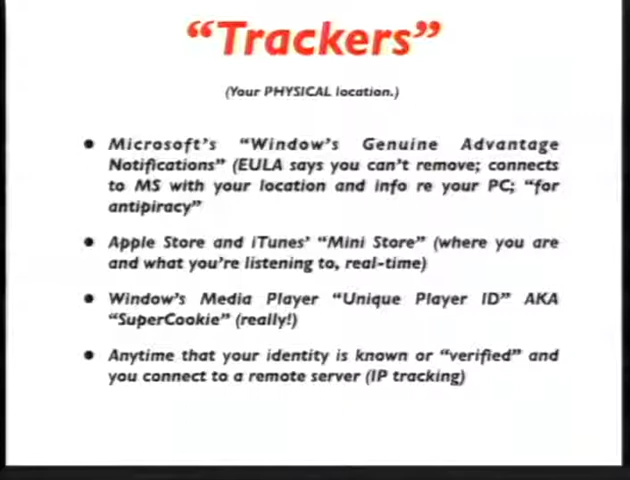 “Trackers”
(Your PHYSICAL location.)
• Microsoft’s “Window’s Genuine Advantage
Notifications” (EULA says you can’t remove; connects
to MS with your location and info re your PC; “for
antipiracy”
• Apple Store and iTunes’ “Mini Store” (where you are
and what you’re listening to, real-time)
• Window’s Media Player “Unique Player ID” AKA
“SuperCookie” (really!)
• Anytime that your identity is known or “verified” and
you connect to a remote server (IP tracking)